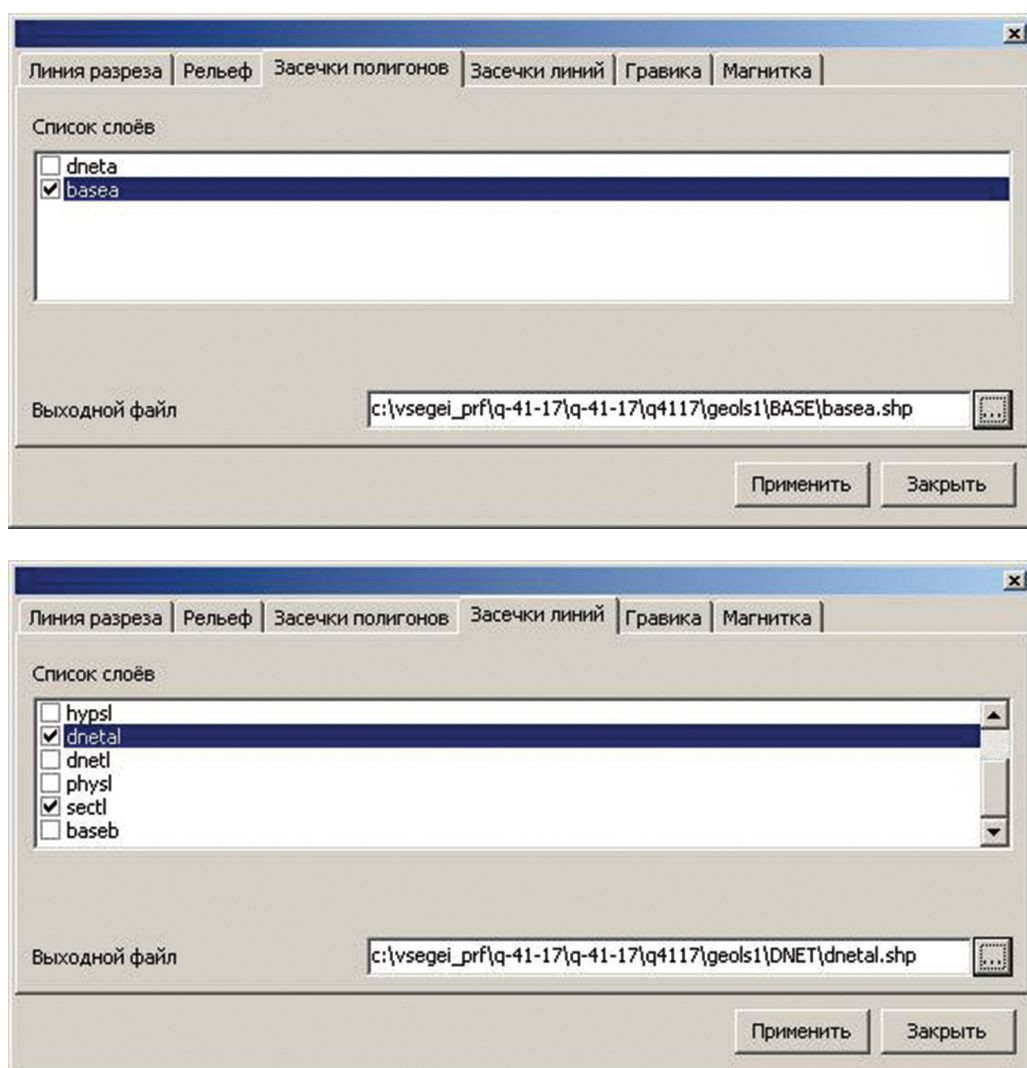 Линия разреза Рельеф Засечки полигонов Засечки линий Гравика Магнитка
Список слоёв
dneta
basea
Выходной файл c:\vsegei_prf\q-41-17\q-41-17\q4117\geols1\BASE\basea.shp ...
Применить Закрыть
Линия разреза Рельеф Засечки полигонов Засечки линий Гравика Магнитка
Список слоёв
hypsl
dnetal
dnetl
physl
sectl
baseb
Выходной файл c:\vsegei_prf\q-41-17\q-41-17\q4117\geols1\DNET\dnetal.shp ...
Применить Закрыть